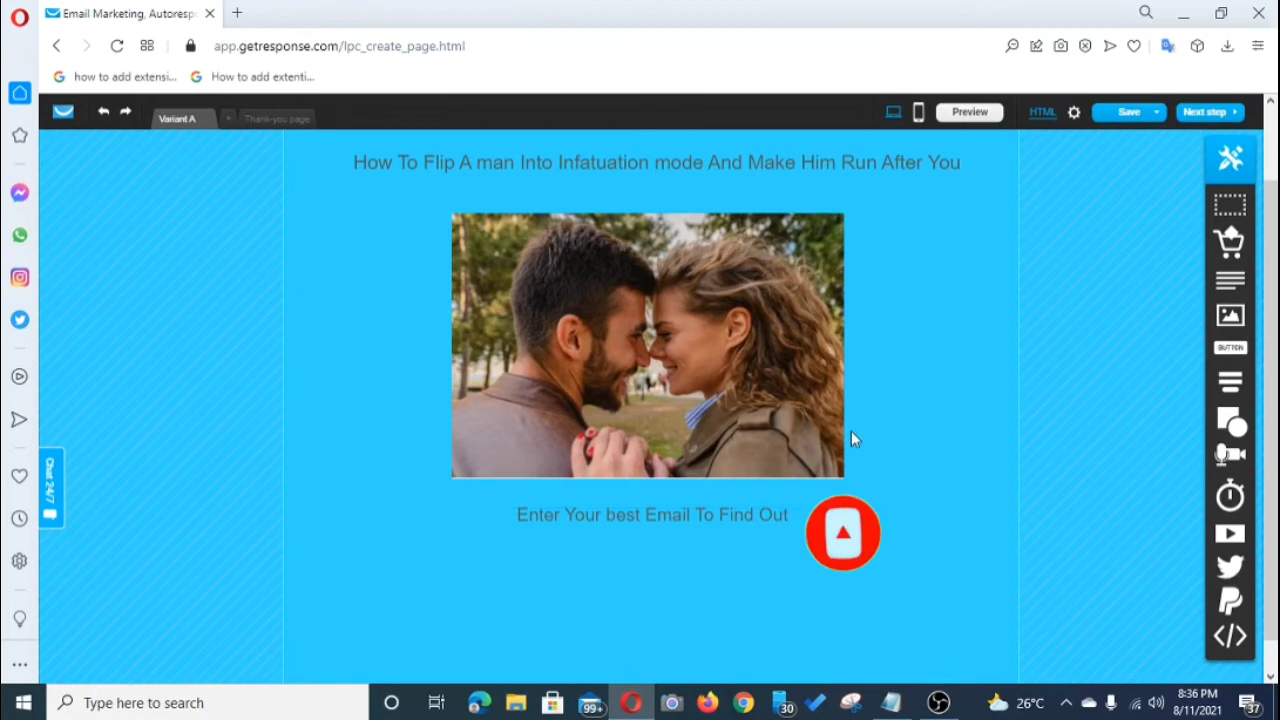 Email Marketing, Autoresp
app.getresponse.com/lpc_create_page.html
how to add extensi...
How to add extenti...
Variant A
+
Thank-you page
Preview
HTML
Save
Next step
How To Flip A man Into Infatuation mode And Make Him Run After You
BUTTON
Chat 24/7
Enter Your best Email To Find Out
Type here to search
99+
30
26°C
8:36 PM
8/11/2021
37